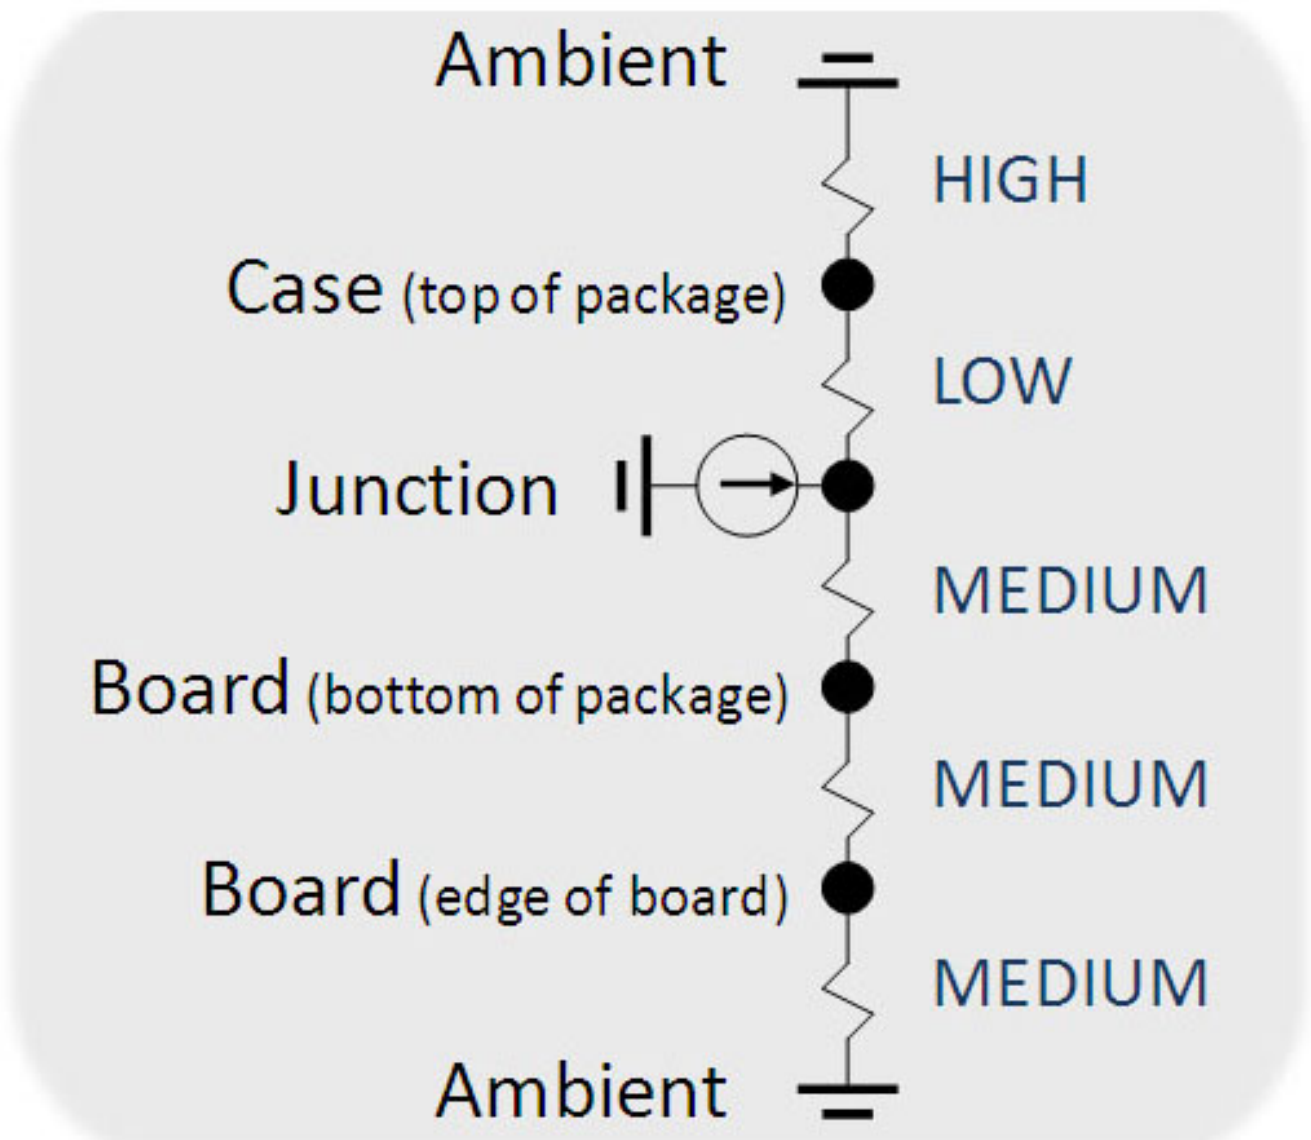 Ambient
HIGH
Case (top of package)
LOW
Junction
MEDIUM
Board (bottom of package)
MEDIUM
Board (edge of board)
MEDIUM
Ambient